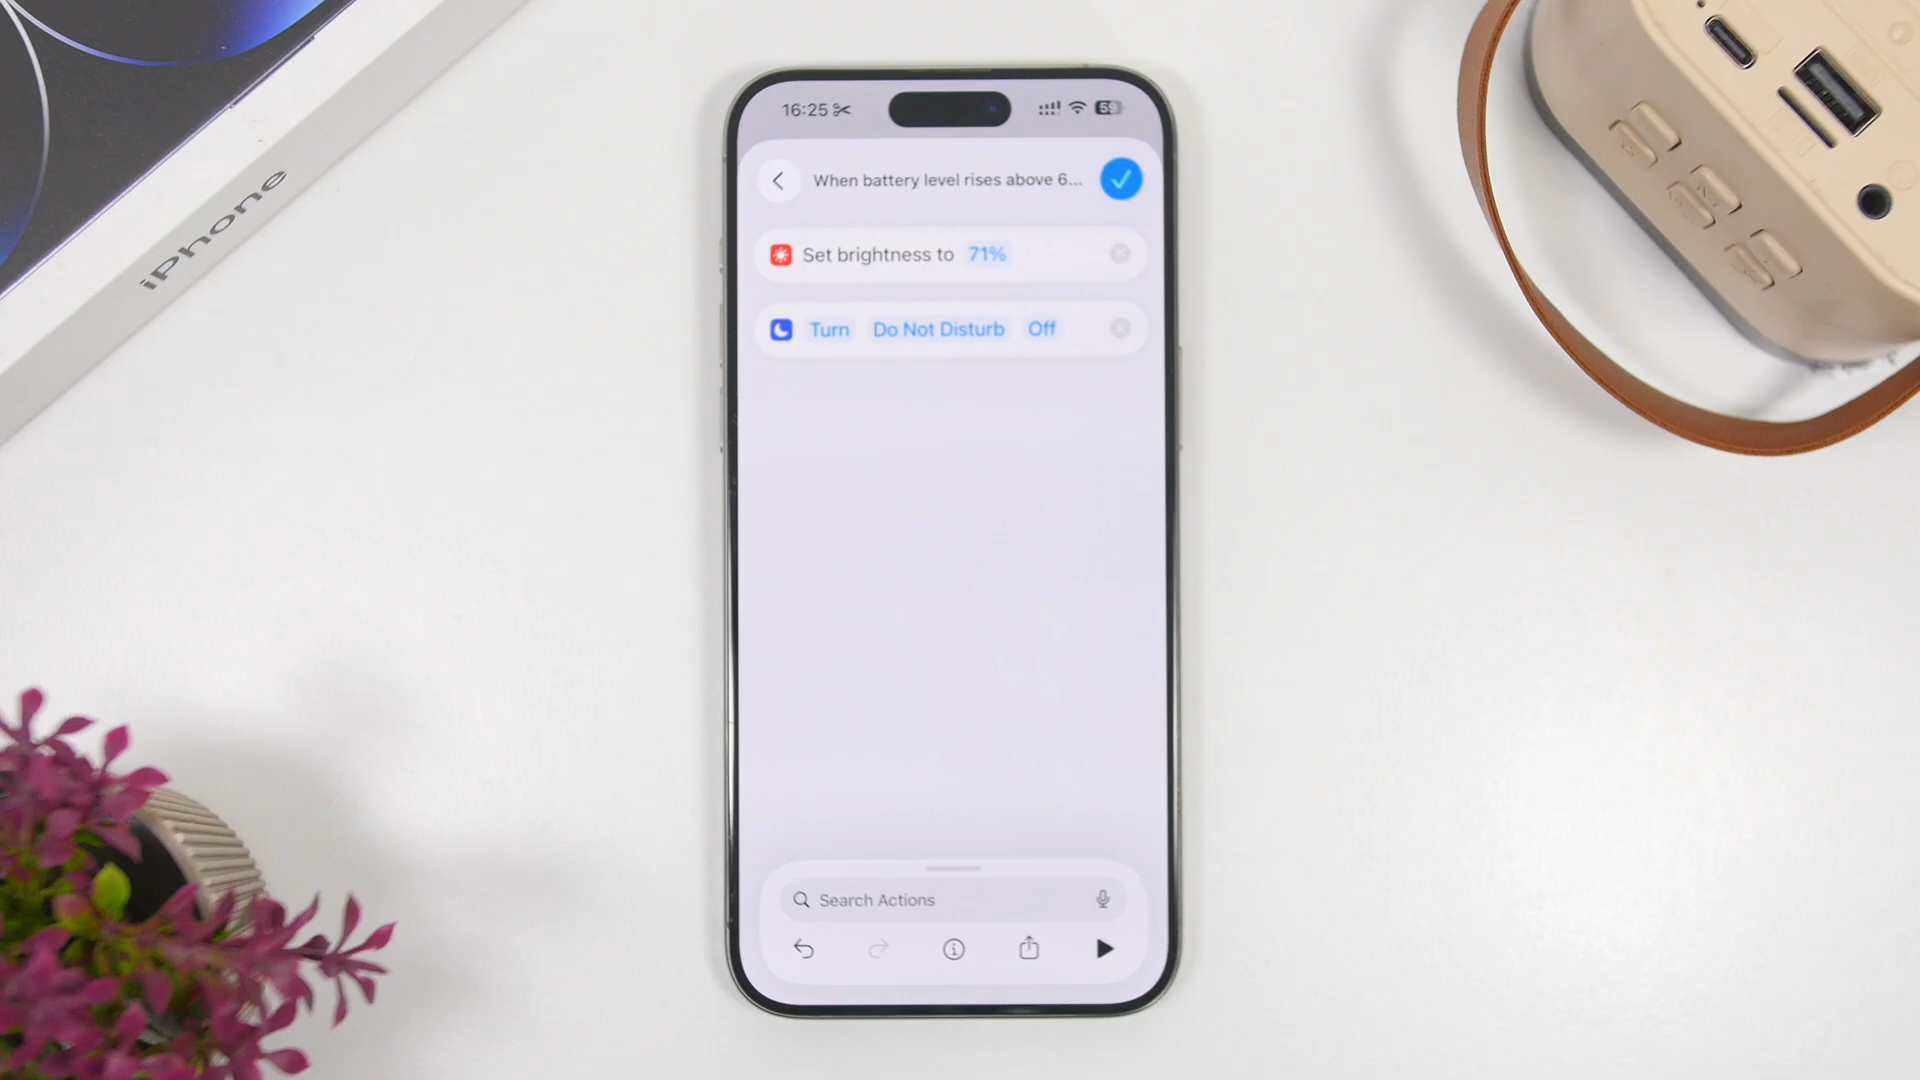 iPhone
16:25
59
When battery level rises above 6...
Set brightness to 71%
Turn Do Not Disturb Off
Search Actions